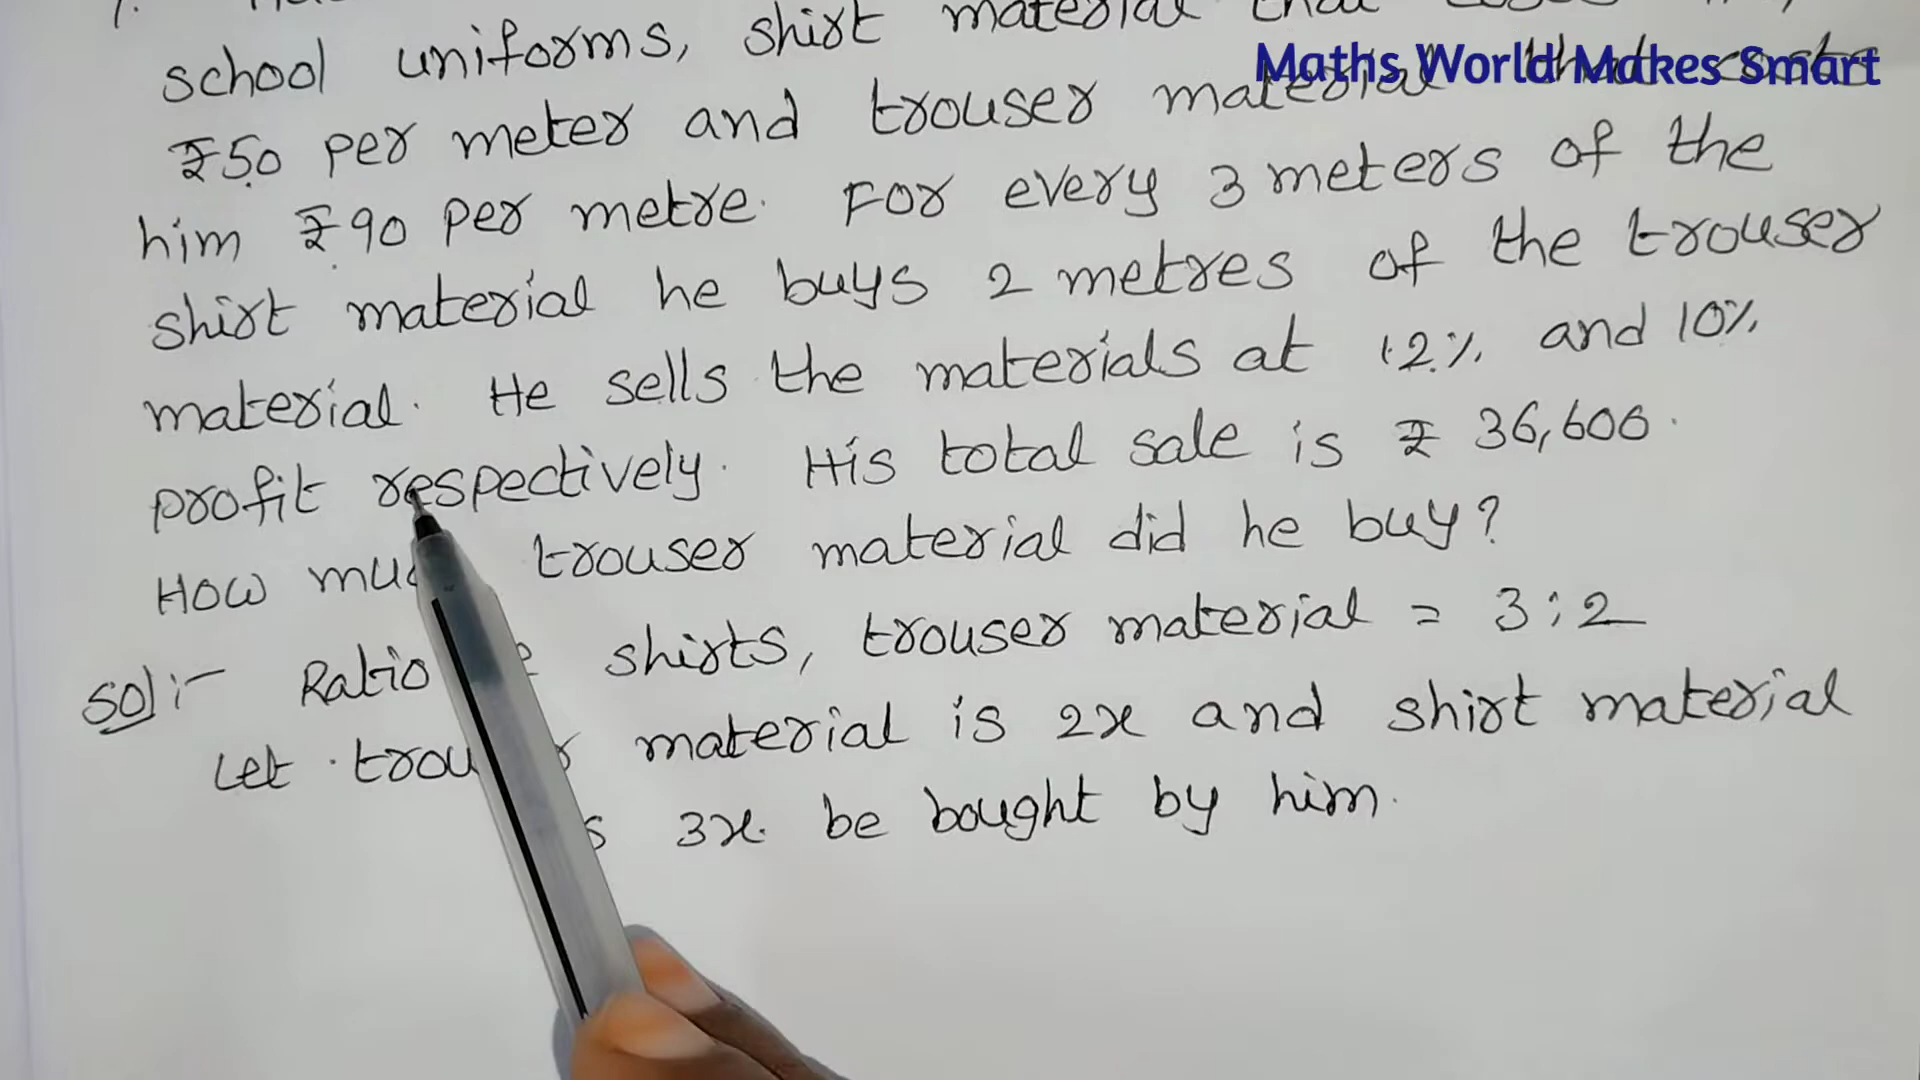 school uniforms, shirt material that
Maths World Makes Smart
₹50 per meter and trouser material that costs
him ₹90 per metre. For every 3 meters of the
shirt material he buys 2 metres of the trouser
material. He sells the materials at 12% and 10%
profit respectively. His total sale is ₹ 36,600.
How trouser material did he buy?
Sol:- Ratio shirts, trouser material = 3:2
Let material is 2x and shirt material
3x. be bought by him.